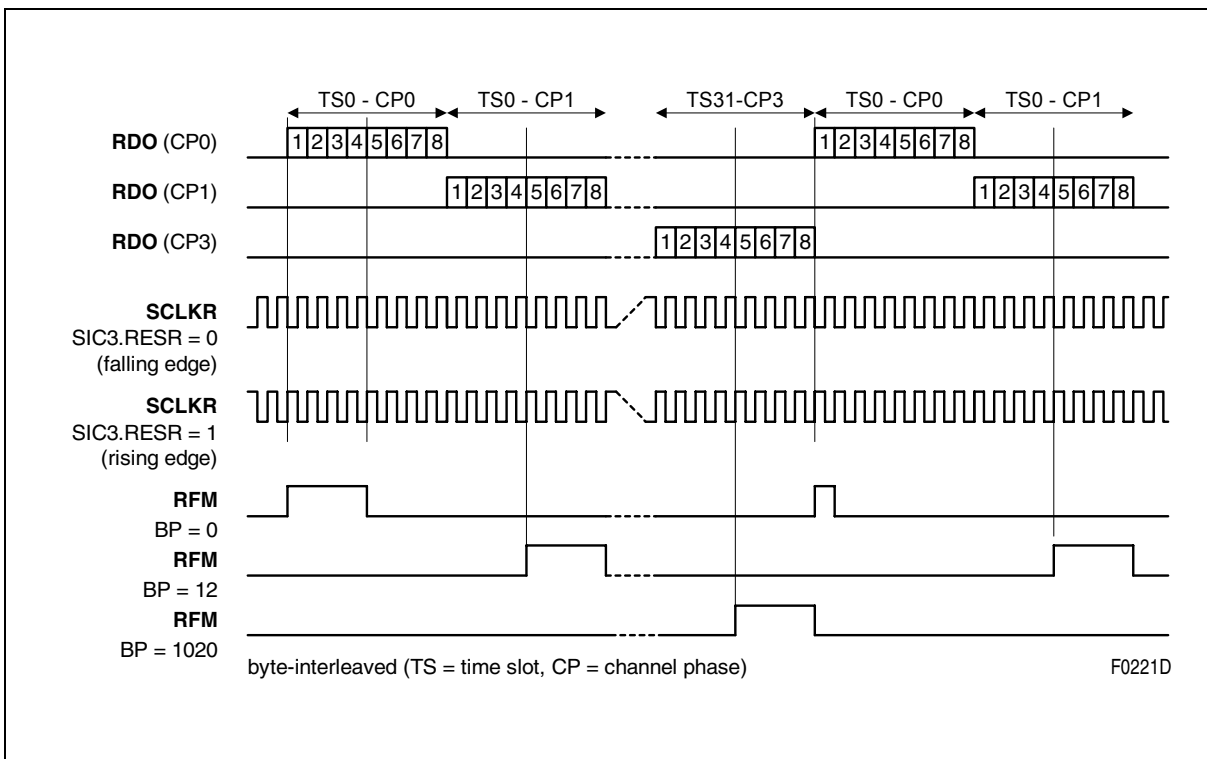 TS0 - CP0 TS0 - CP1 TS31-CP3 TS0 - CP0 TS0 - CP1
RDO (CP0) 1 2 3 4 5 6 7 8 1 2 3 4 5 6 7 8
RDO (CP1) 1 2 3 4 5 6 7 8 1 2 3 4 5 6 7 8
RDO (CP3) 1 2 3 4 5 6 7 8
SCLKR
SIC3.RESR = 0
(falling edge)
SCLKR
SIC3.RESR = 1
(rising edge)
RFM
BP = 0
RFM
BP = 12
RFM
BP = 1020
byte-interleaved (TS = time slot, CP = channel phase) F0221D